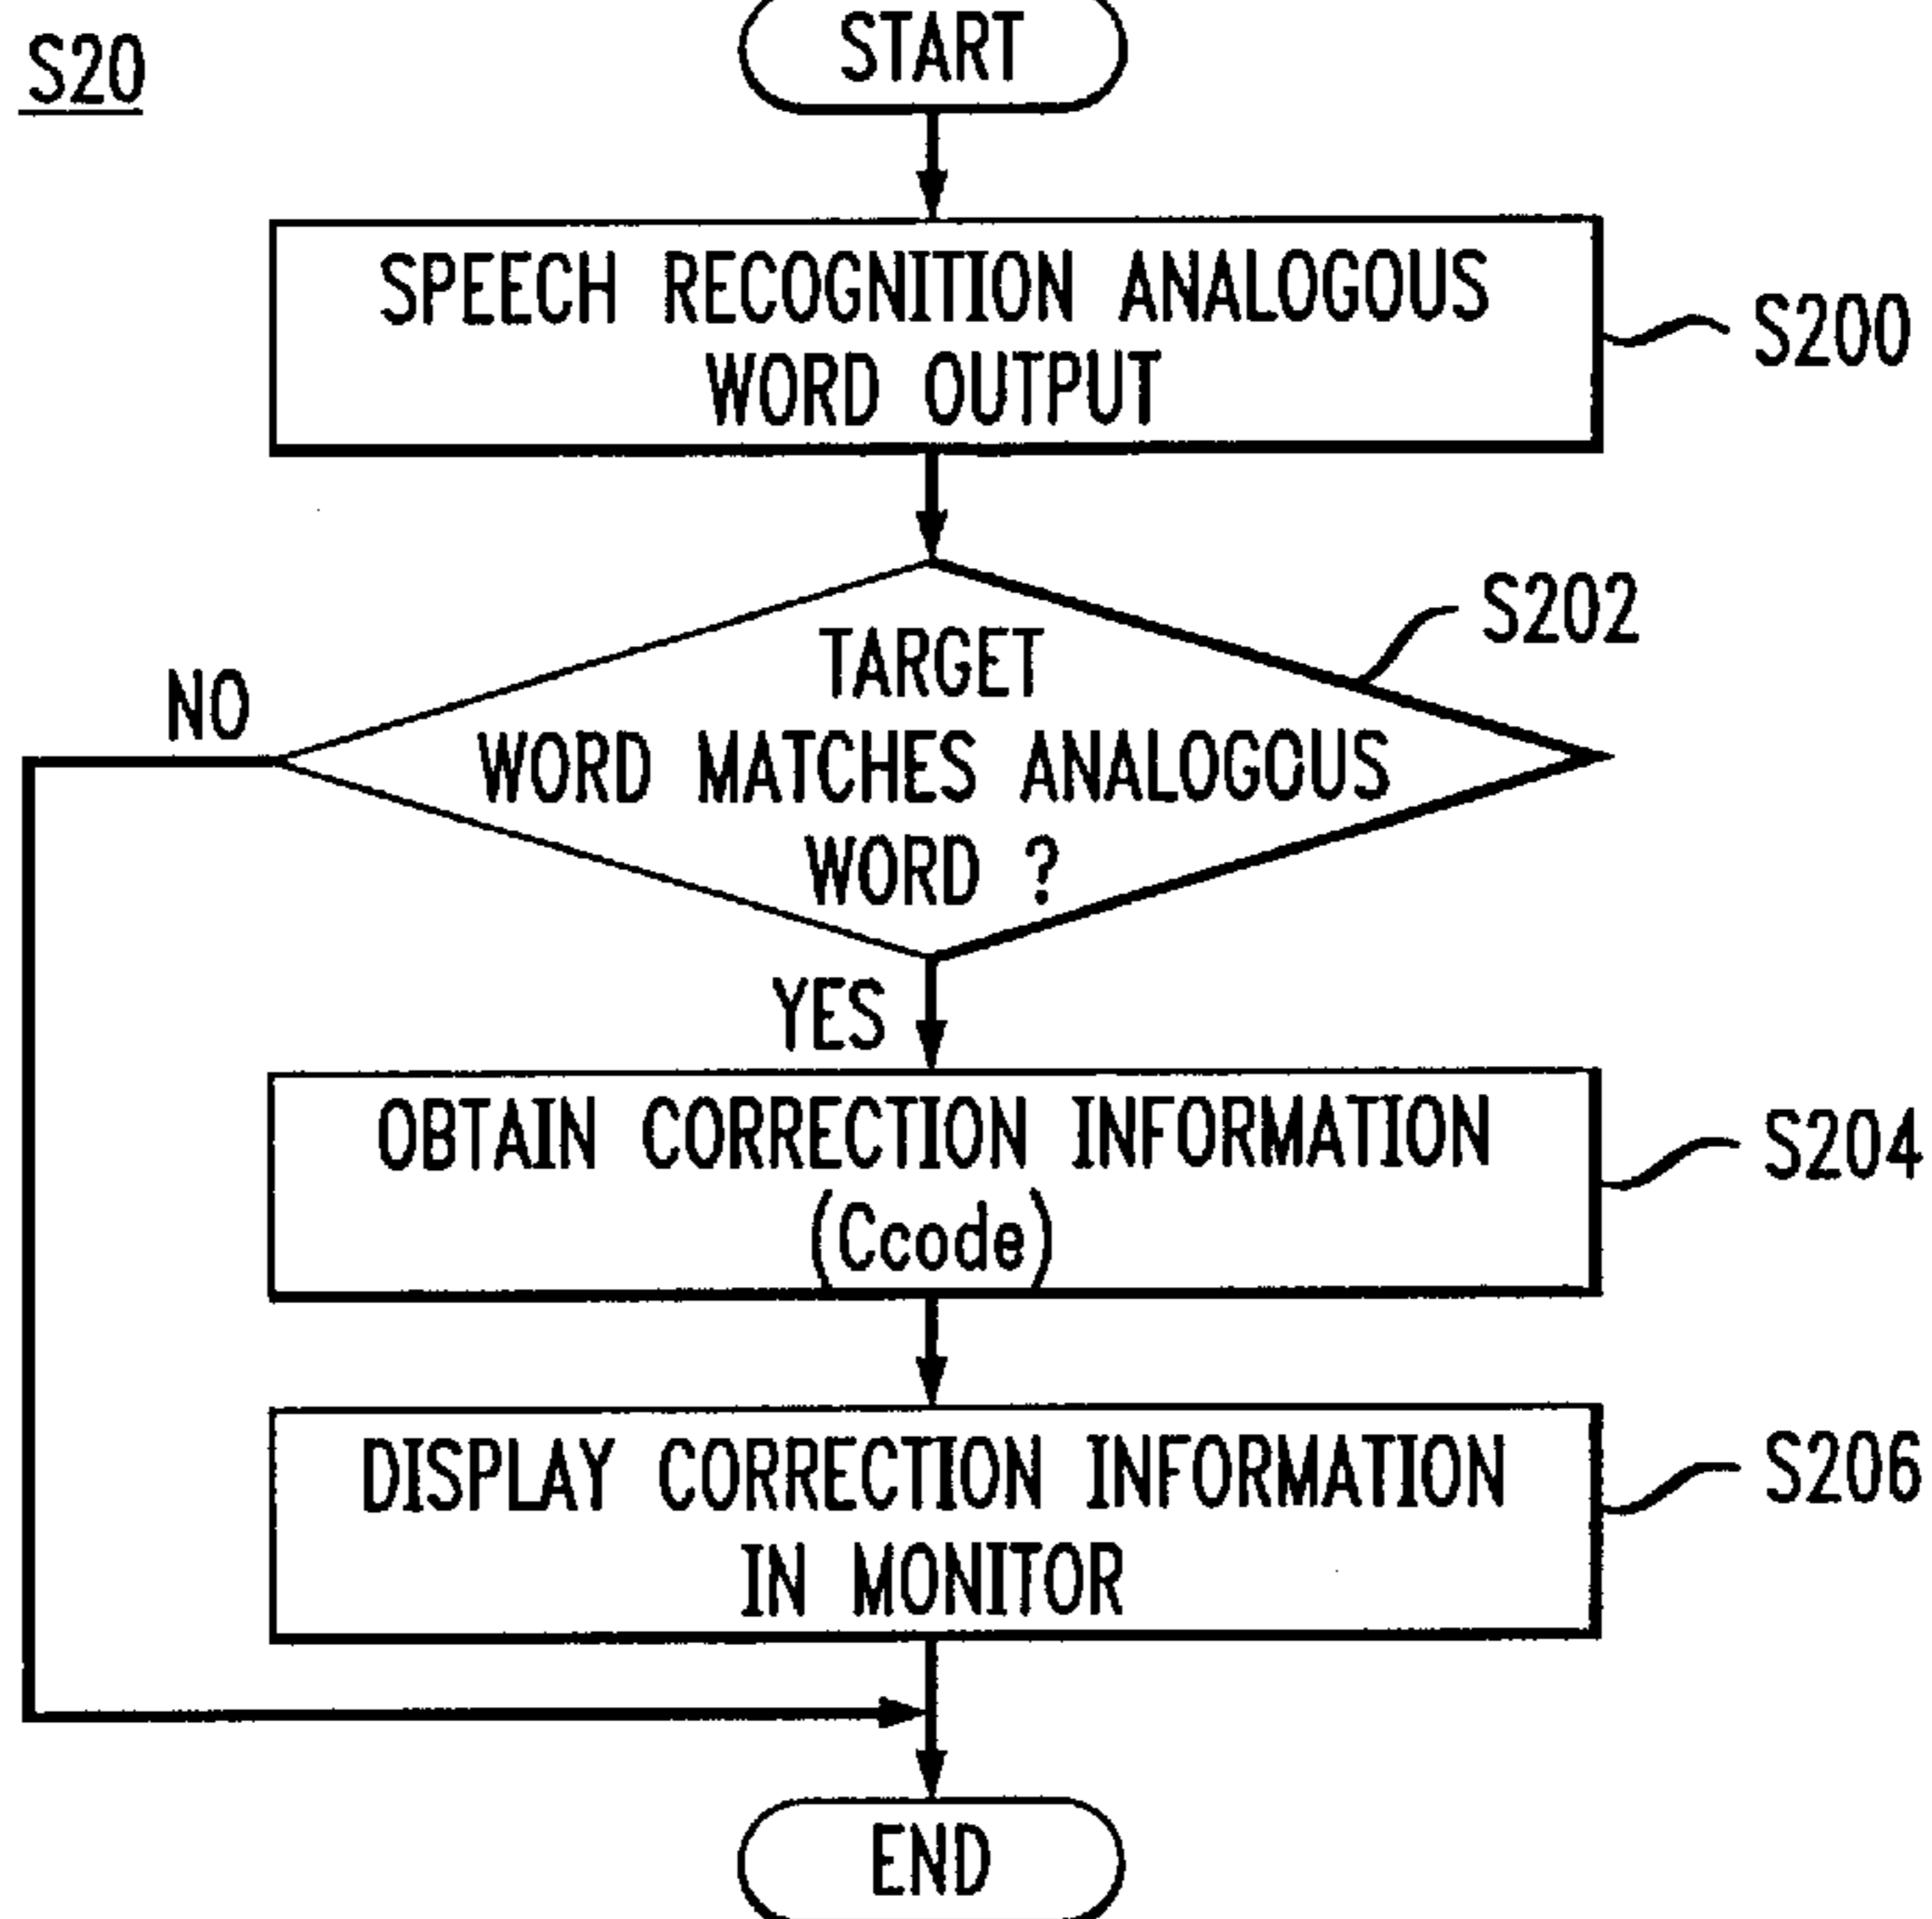 S20
START
SPEECH RECOGNITION ANALOGOUS
WORD OUTPUT
S200
S202
TARGET
WORD MATCHES ANALOGOUS
WORD ?
NO
YES
OBTAIN CORRECTION INFORMATION
(Ccode)
S204
DISPLAY CORRECTION INFORMATION
IN MONITOR
S206
END